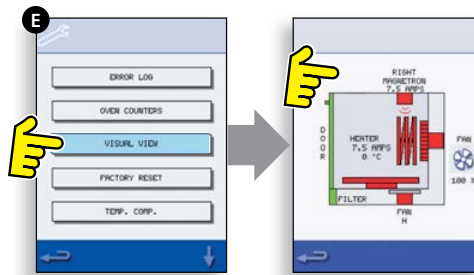 E
ERROR LOG
OVEN COUNTERS
VISUAL VIEW
FACTORY RESET
TEMP. COMP.
RIGHT
MAGNETRON
7.5 AMPS
DOOR
HEATER
7.5 AMPS
0 °C
FAN
100 %
FILTER
FAN
H